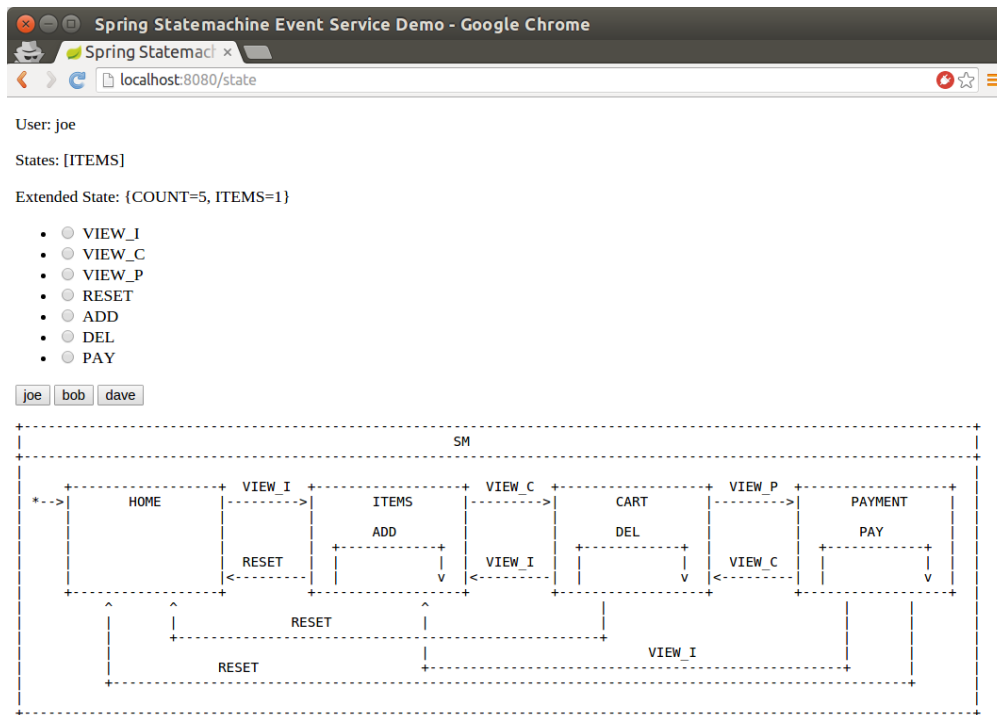 Spring Statemachine Event Service Demo - Google Chrome
Spring Statemach ×
localhost:8080/state
User: joe
States: [ITEMS]
Extended State: {COUNT=5, ITEMS=1}
VIEW_I
VIEW_C
VIEW_P
RESET
ADD
DEL
PAY
joe bob dave
SM
VIEW_I VIEW_C VIEW_P
*-->| HOME |--------->| ITEMS |--------->| CART |--------->| PAYMENT |
ADD DEL PAY
RESET VIEW_I VIEW_C
|<---------| | v |<---------| | v |<---------| | v |
^ ^ ^
RESET
VIEW_I
RESET